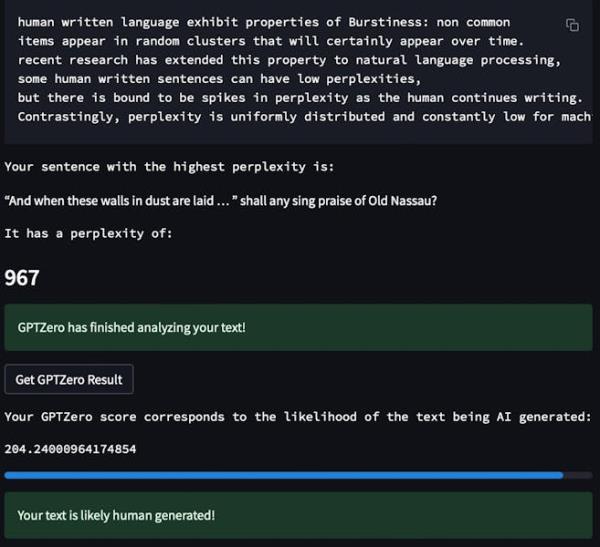 human written language exhibit properties of Burstiness: non common
items appear in random clusters that will certainly appear over time.
recent research has extended this property to natural language processing,
some human written sentences can have low perplexities,
but there is bound to be spikes in perplexity as the human continues writing.
Contrastingly, perplexity is uniformly distributed and constantly low for mach
Your sentence with the highest perplexity is:
“And when these walls in dust are laid … ” shall any sing praise of Old Nassau?
It has a perplexity of:
967
GPTZero has finished analyzing your text!
Get GPTZero Result
Your GPTZero score corresponds to the likelihood of the text being AI generated:
204.24000964174854
Your text is likely human generated!